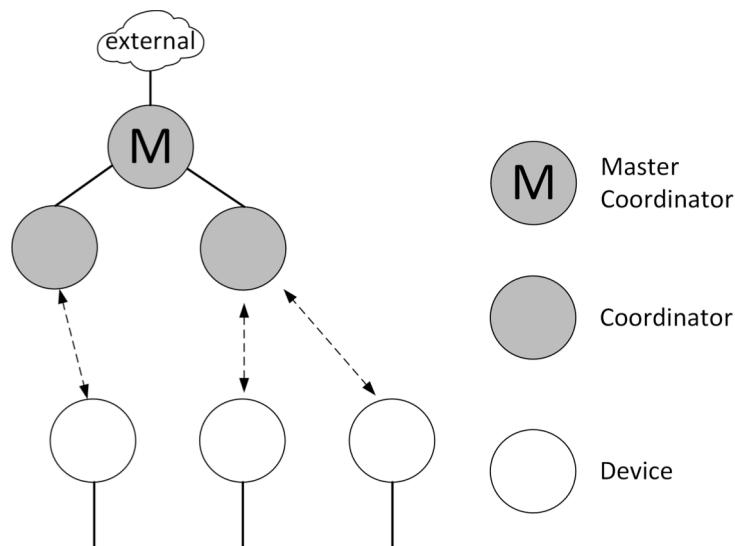 external
M
M
Master
Coordinator
Coordinator
Device